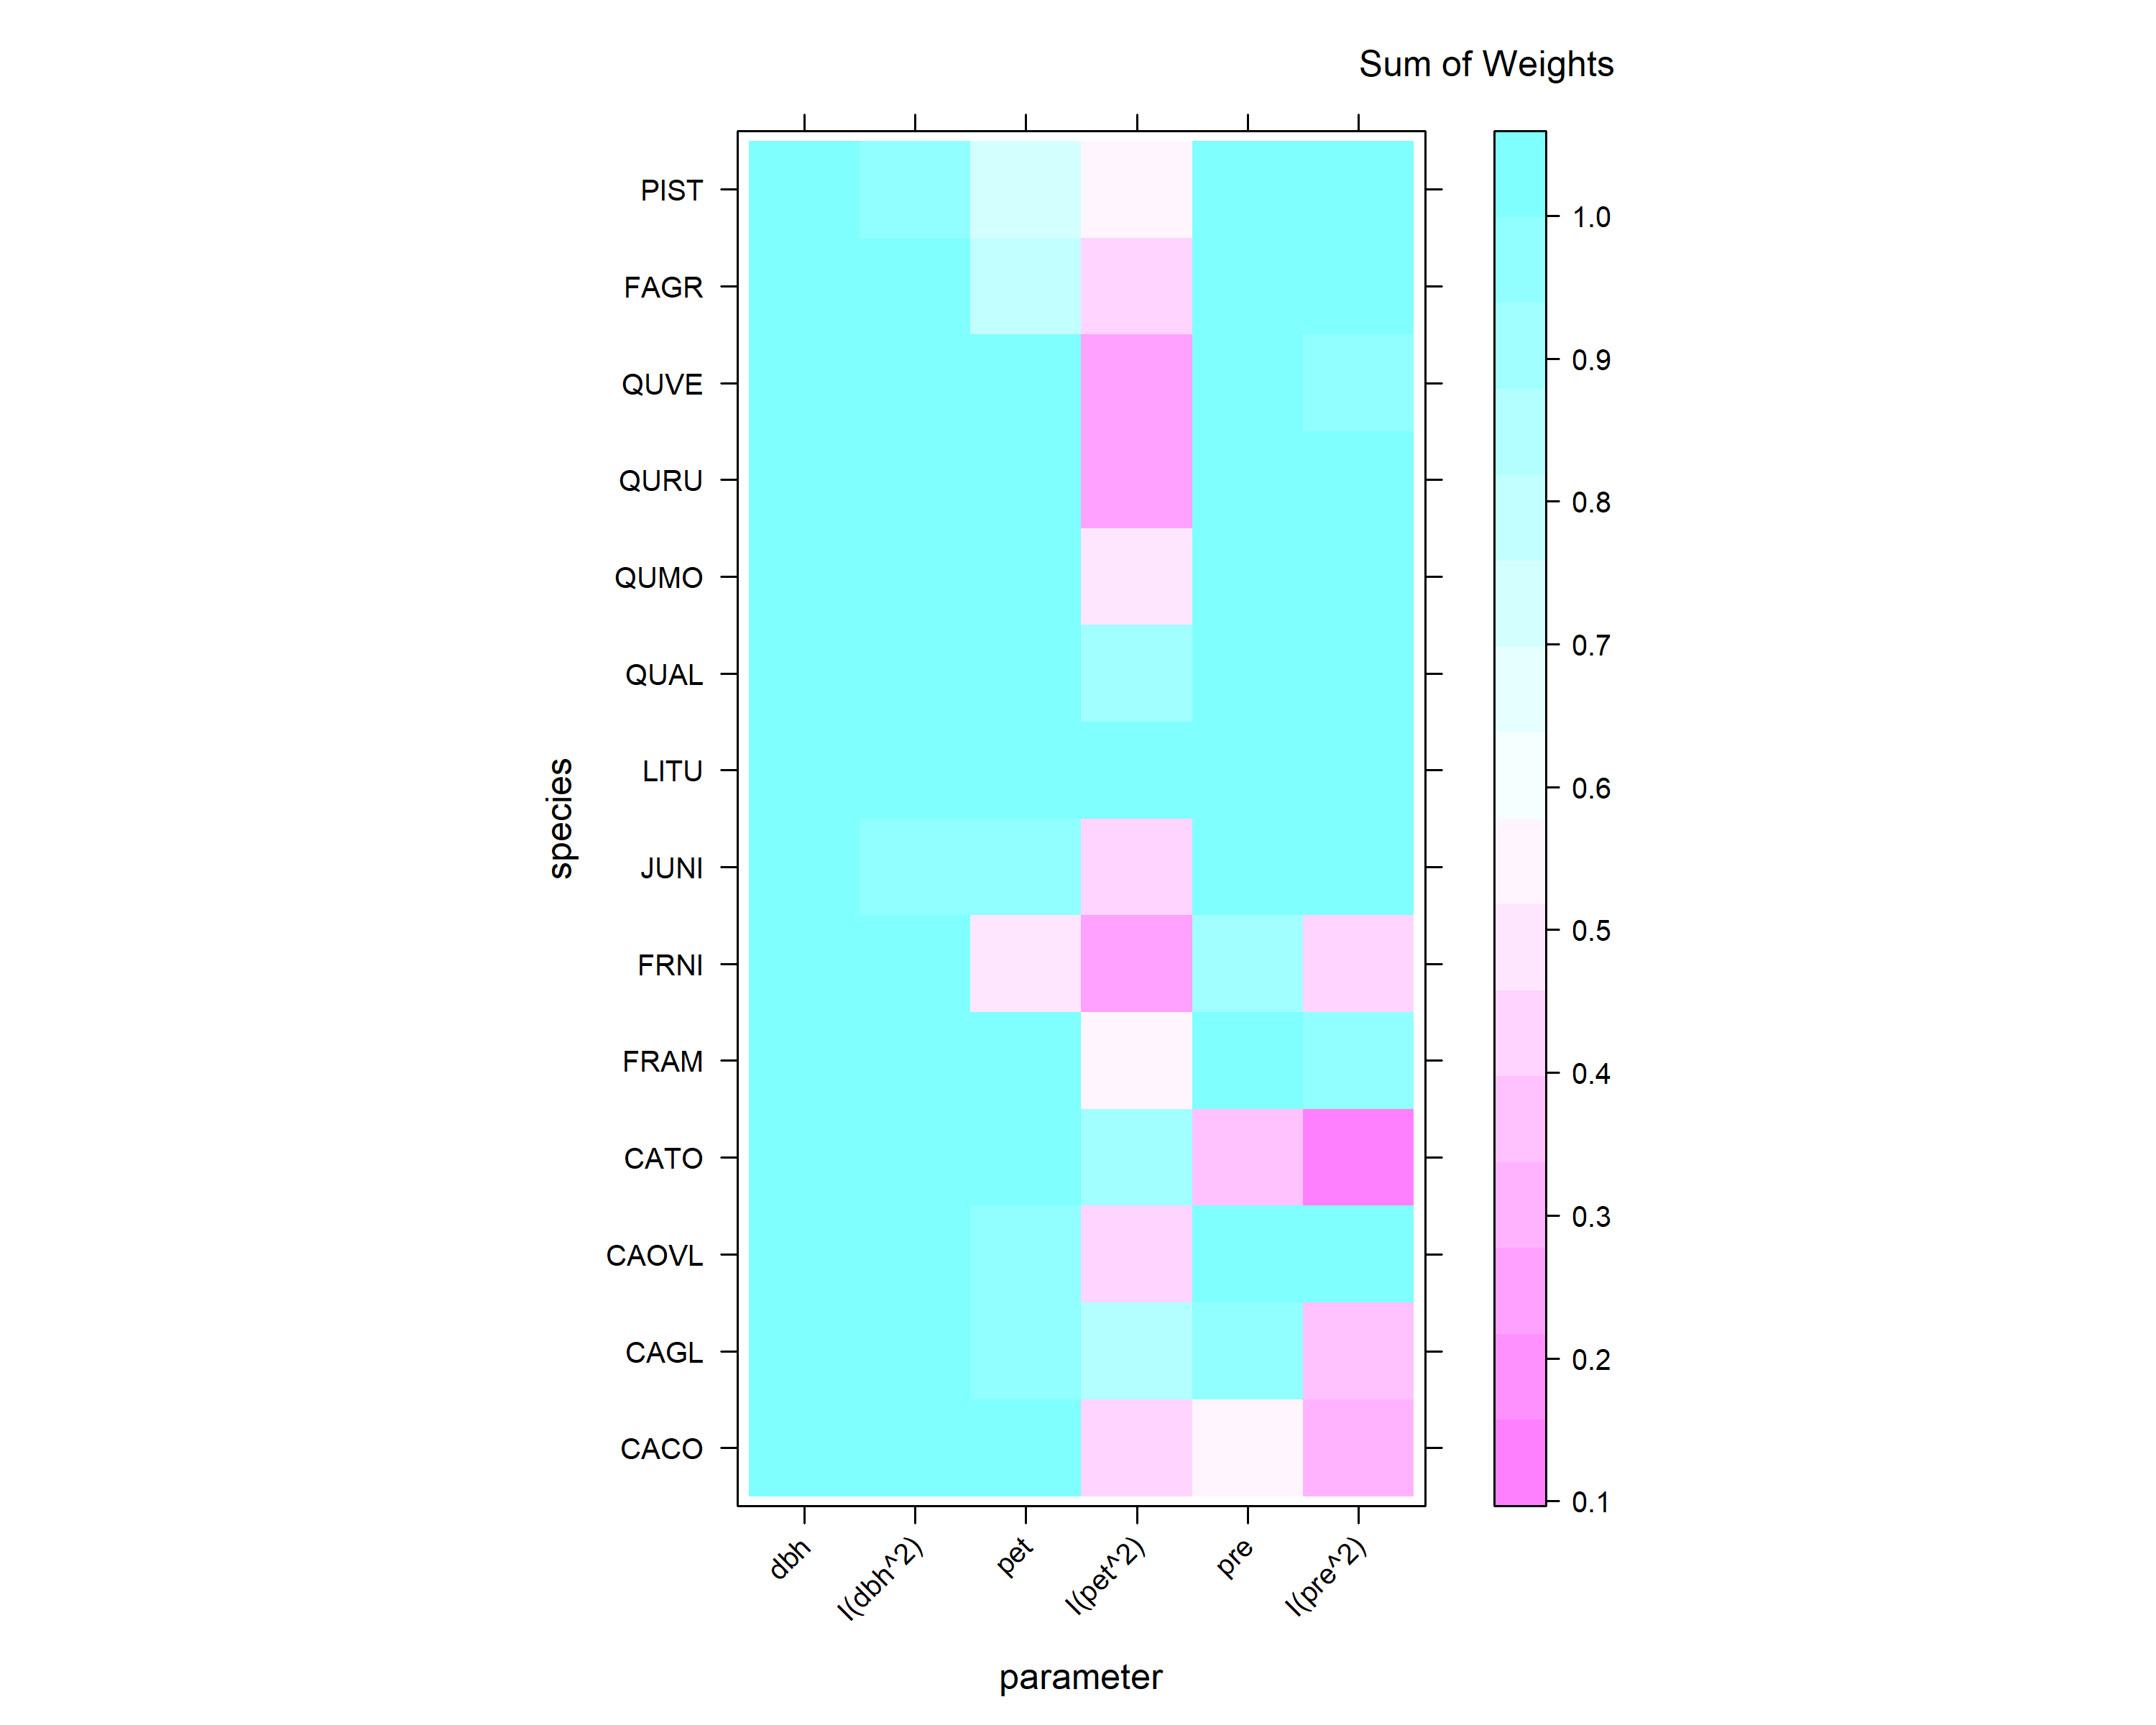 Sum of Weights
PIST
FAGR
QUVE
QURU
QUMO
QUAL
LITU
JUNI
FRNI
FRAM
CATO
CAOVL
CAGL
CACO
species
dbh
I(dbh^2)
pet
I(pet^2)
pre
I(pre^2)
parameter
1.0
0.9
0.8
0.7
0.6
0.5
0.4
0.3
0.2
0.1